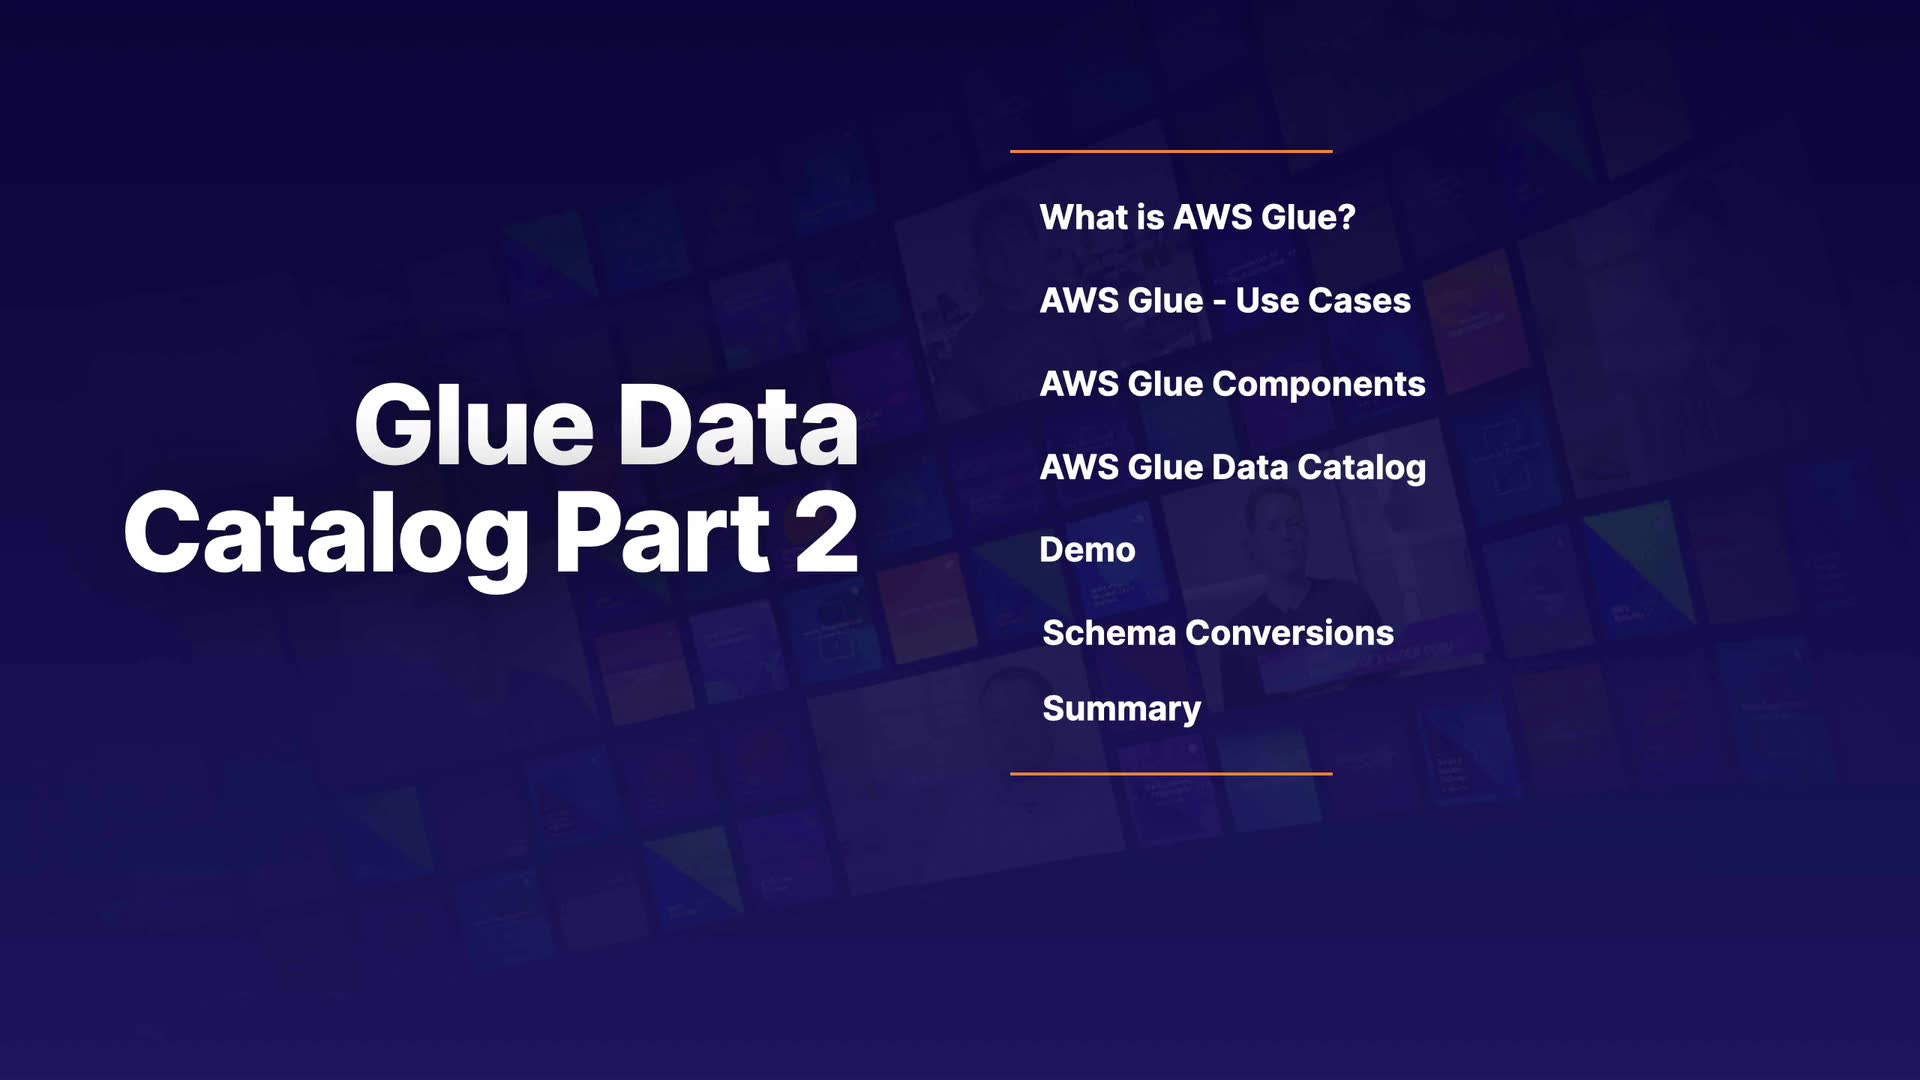 Glue Data
Catalog Part 2
What is AWS Glue?
AWS Glue - Use Cases
AWS Glue Components
AWS Glue Data Catalog
Demo
Schema Conversions
Summary